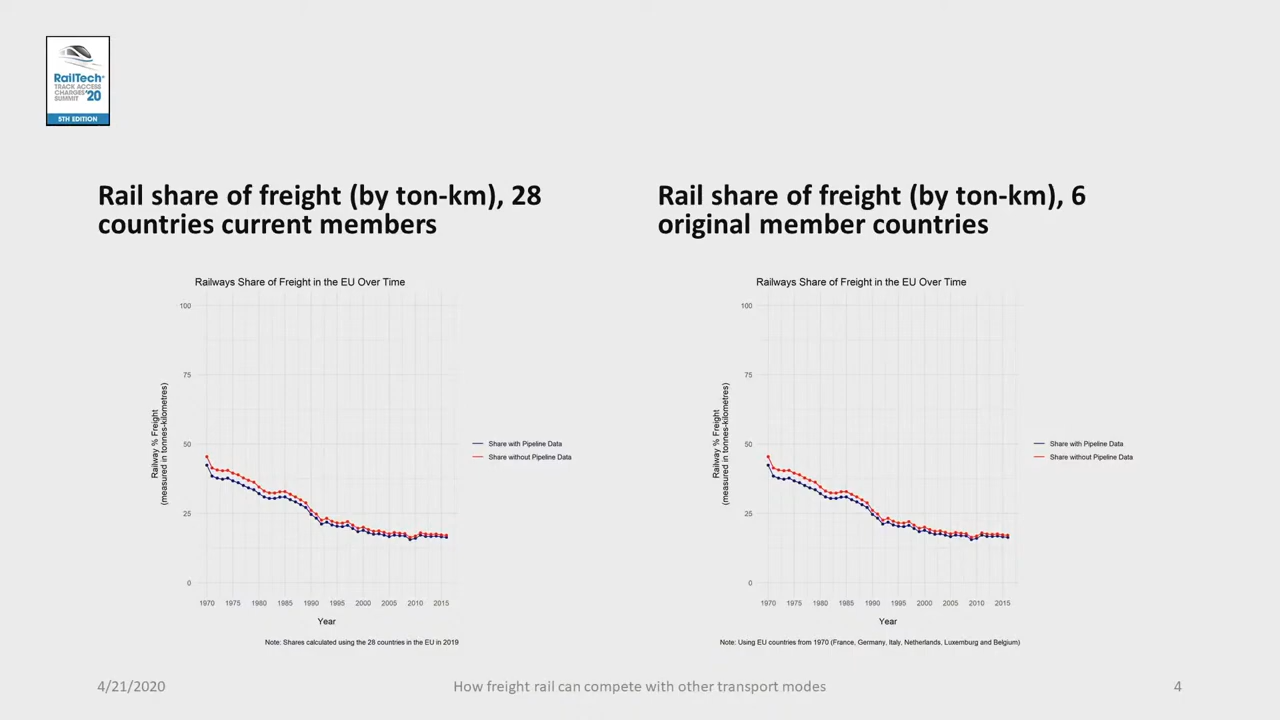 RailTech
TRACK ACCESS
CHARGES
SUMMIT '20
5TH EDITION
Rail share of freight (by ton-km), 28
countries current members
Railways Share of Freight in the EU Over Time
Railway % Freight
(measured in tonnes-kilometres)
100
75
50
25
0
1970 1975 1980 1985 1990 1995 2000 2005 2010 2015
Year
Share with Pipeline Data
Share without Pipeline Data
Note: Shares calculated using the 28 countries in the EU in 2019
Rail share of freight (by ton-km), 6
original member countries
Railways Share of Freight in the EU Over Time
Railway % Freight
(measured in tonnes-kilometres)
100
75
50
25
0
1970 1975 1980 1985 1990 1995 2000 2005 2010 2015
Year
Share with Pipeline Data
Share without Pipeline Data
Note: Using EU countries from 1970 (France, Germany, Italy, Netherlands, Luxemburg and Belgium)
4/21/2020
How freight rail can compete with other transport modes
4